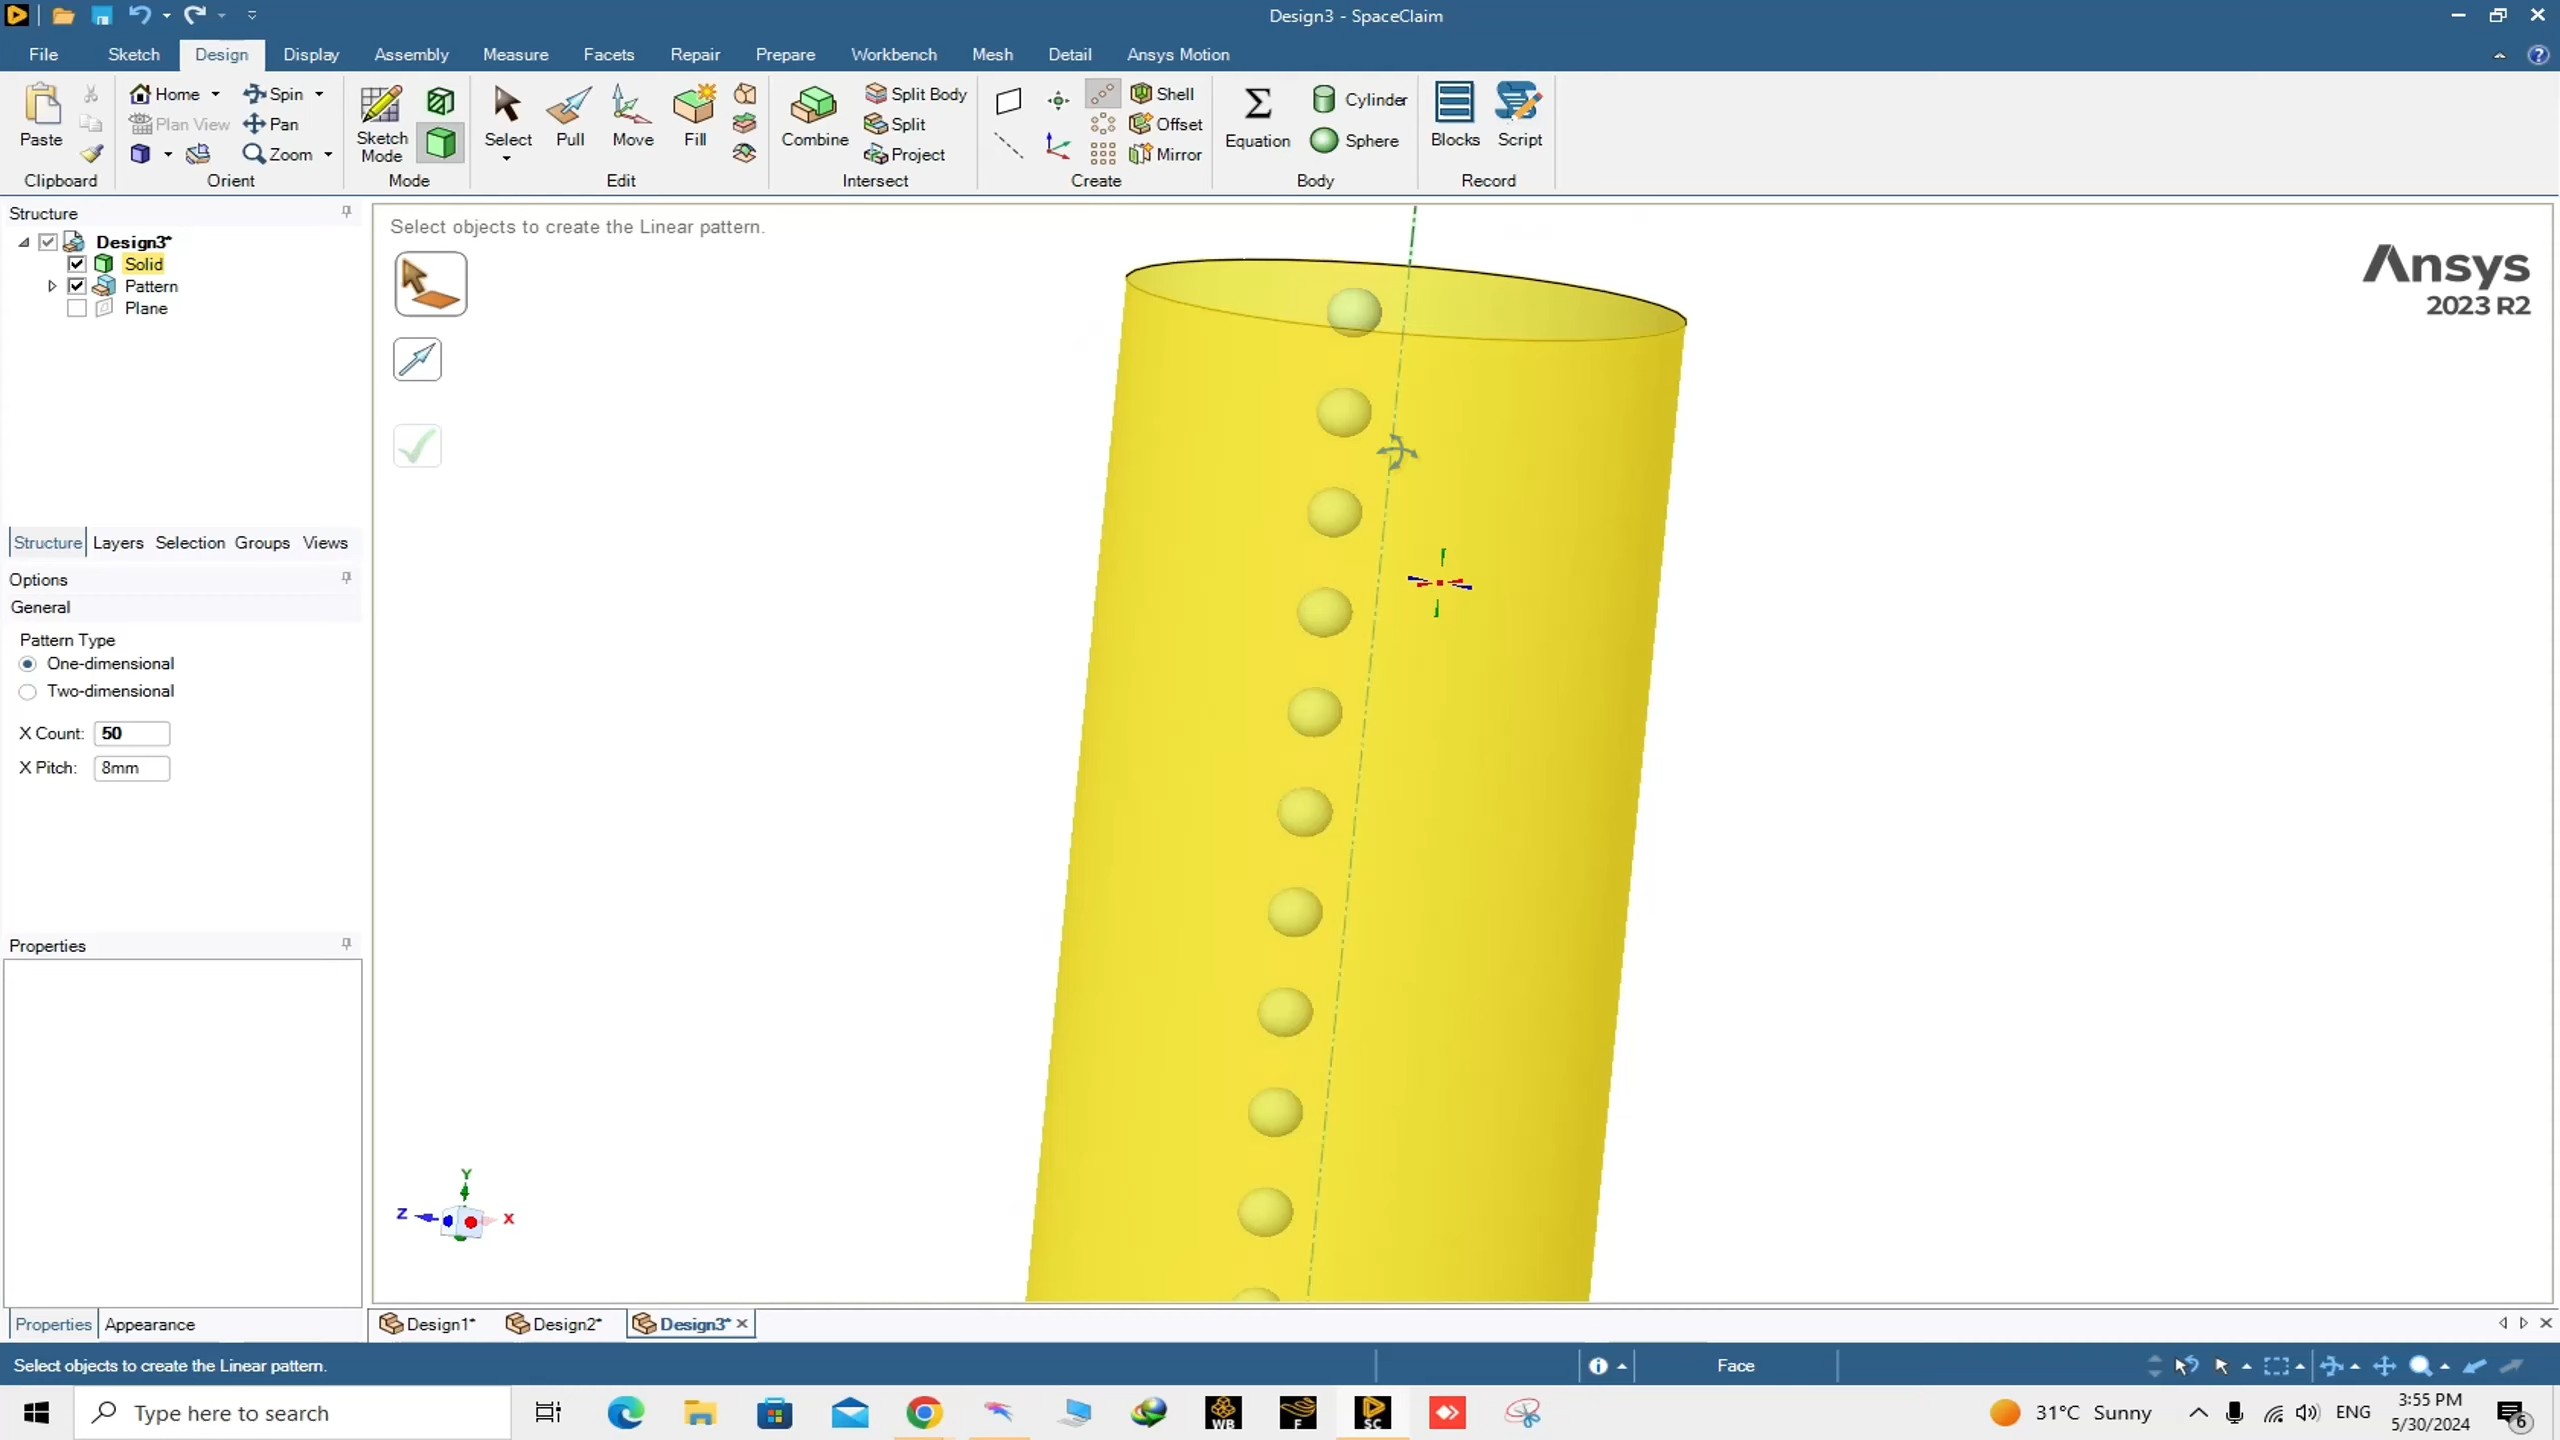 Design3 - SpaceClaim
File Sketch Design Display Assembly Measure Facets Repair Prepare Workbench Mesh Detail Ansys Motion
Paste
Clipboard
Home Spin
Plan View Pan
Zoom
Orient
Sketch Mode
Mode
Select Pull Move Fill
Edit
Combine
Split Body
Split
Project
Intersect
Shell
Offset
Mirror
Create
Equation
Cylinder
Sphere
Body
Blocks Script
Record
Structure
Design3*
Solid
Pattern
Plane
Structure Layers Selection Groups Views
Options
General
Pattern Type
One-dimensional
Two-dimensional
X Count: 50
X Pitch: 8mm
Properties
Properties Appearance
Select objects to create the Linear pattern.
Ansys
2023 R2
Y
Z
X
Design1* Design2* Design3*
Select objects to create the Linear pattern.
Face
Type here to search
WB
F
SC
31°C Sunny
ENG
3:55 PM
5/30/2024
6